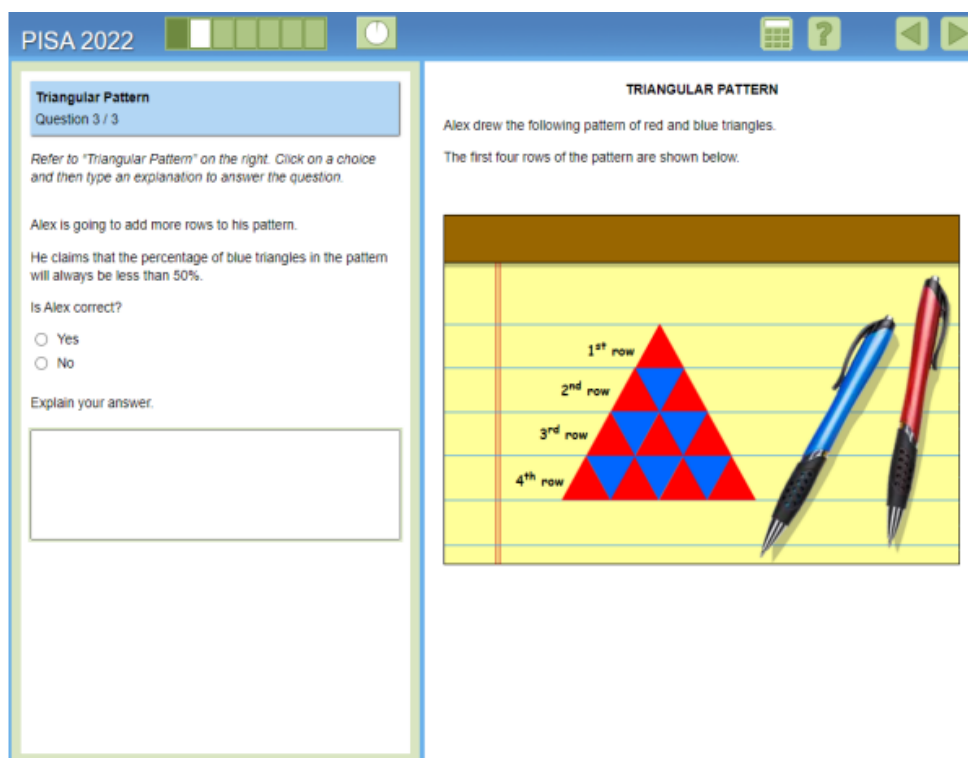 PISA 2022
Triangular Pattern
Question 3 / 3
Refer to "Triangular Pattern" on the right. Click on a choice
and then type an explanation to answer the question.
Alex is going to add more rows to his pattern.
He claims that the percentage of blue triangles in the pattern
will always be less than 50%.
Is Alex correct?
Yes
No
Explain your answer.
?
TRIANGULAR PATTERN
Alex drew the following pattern of red and blue triangles.
The first four rows of the pattern are shown below.
1st row
2nd row
3rd row
4th row